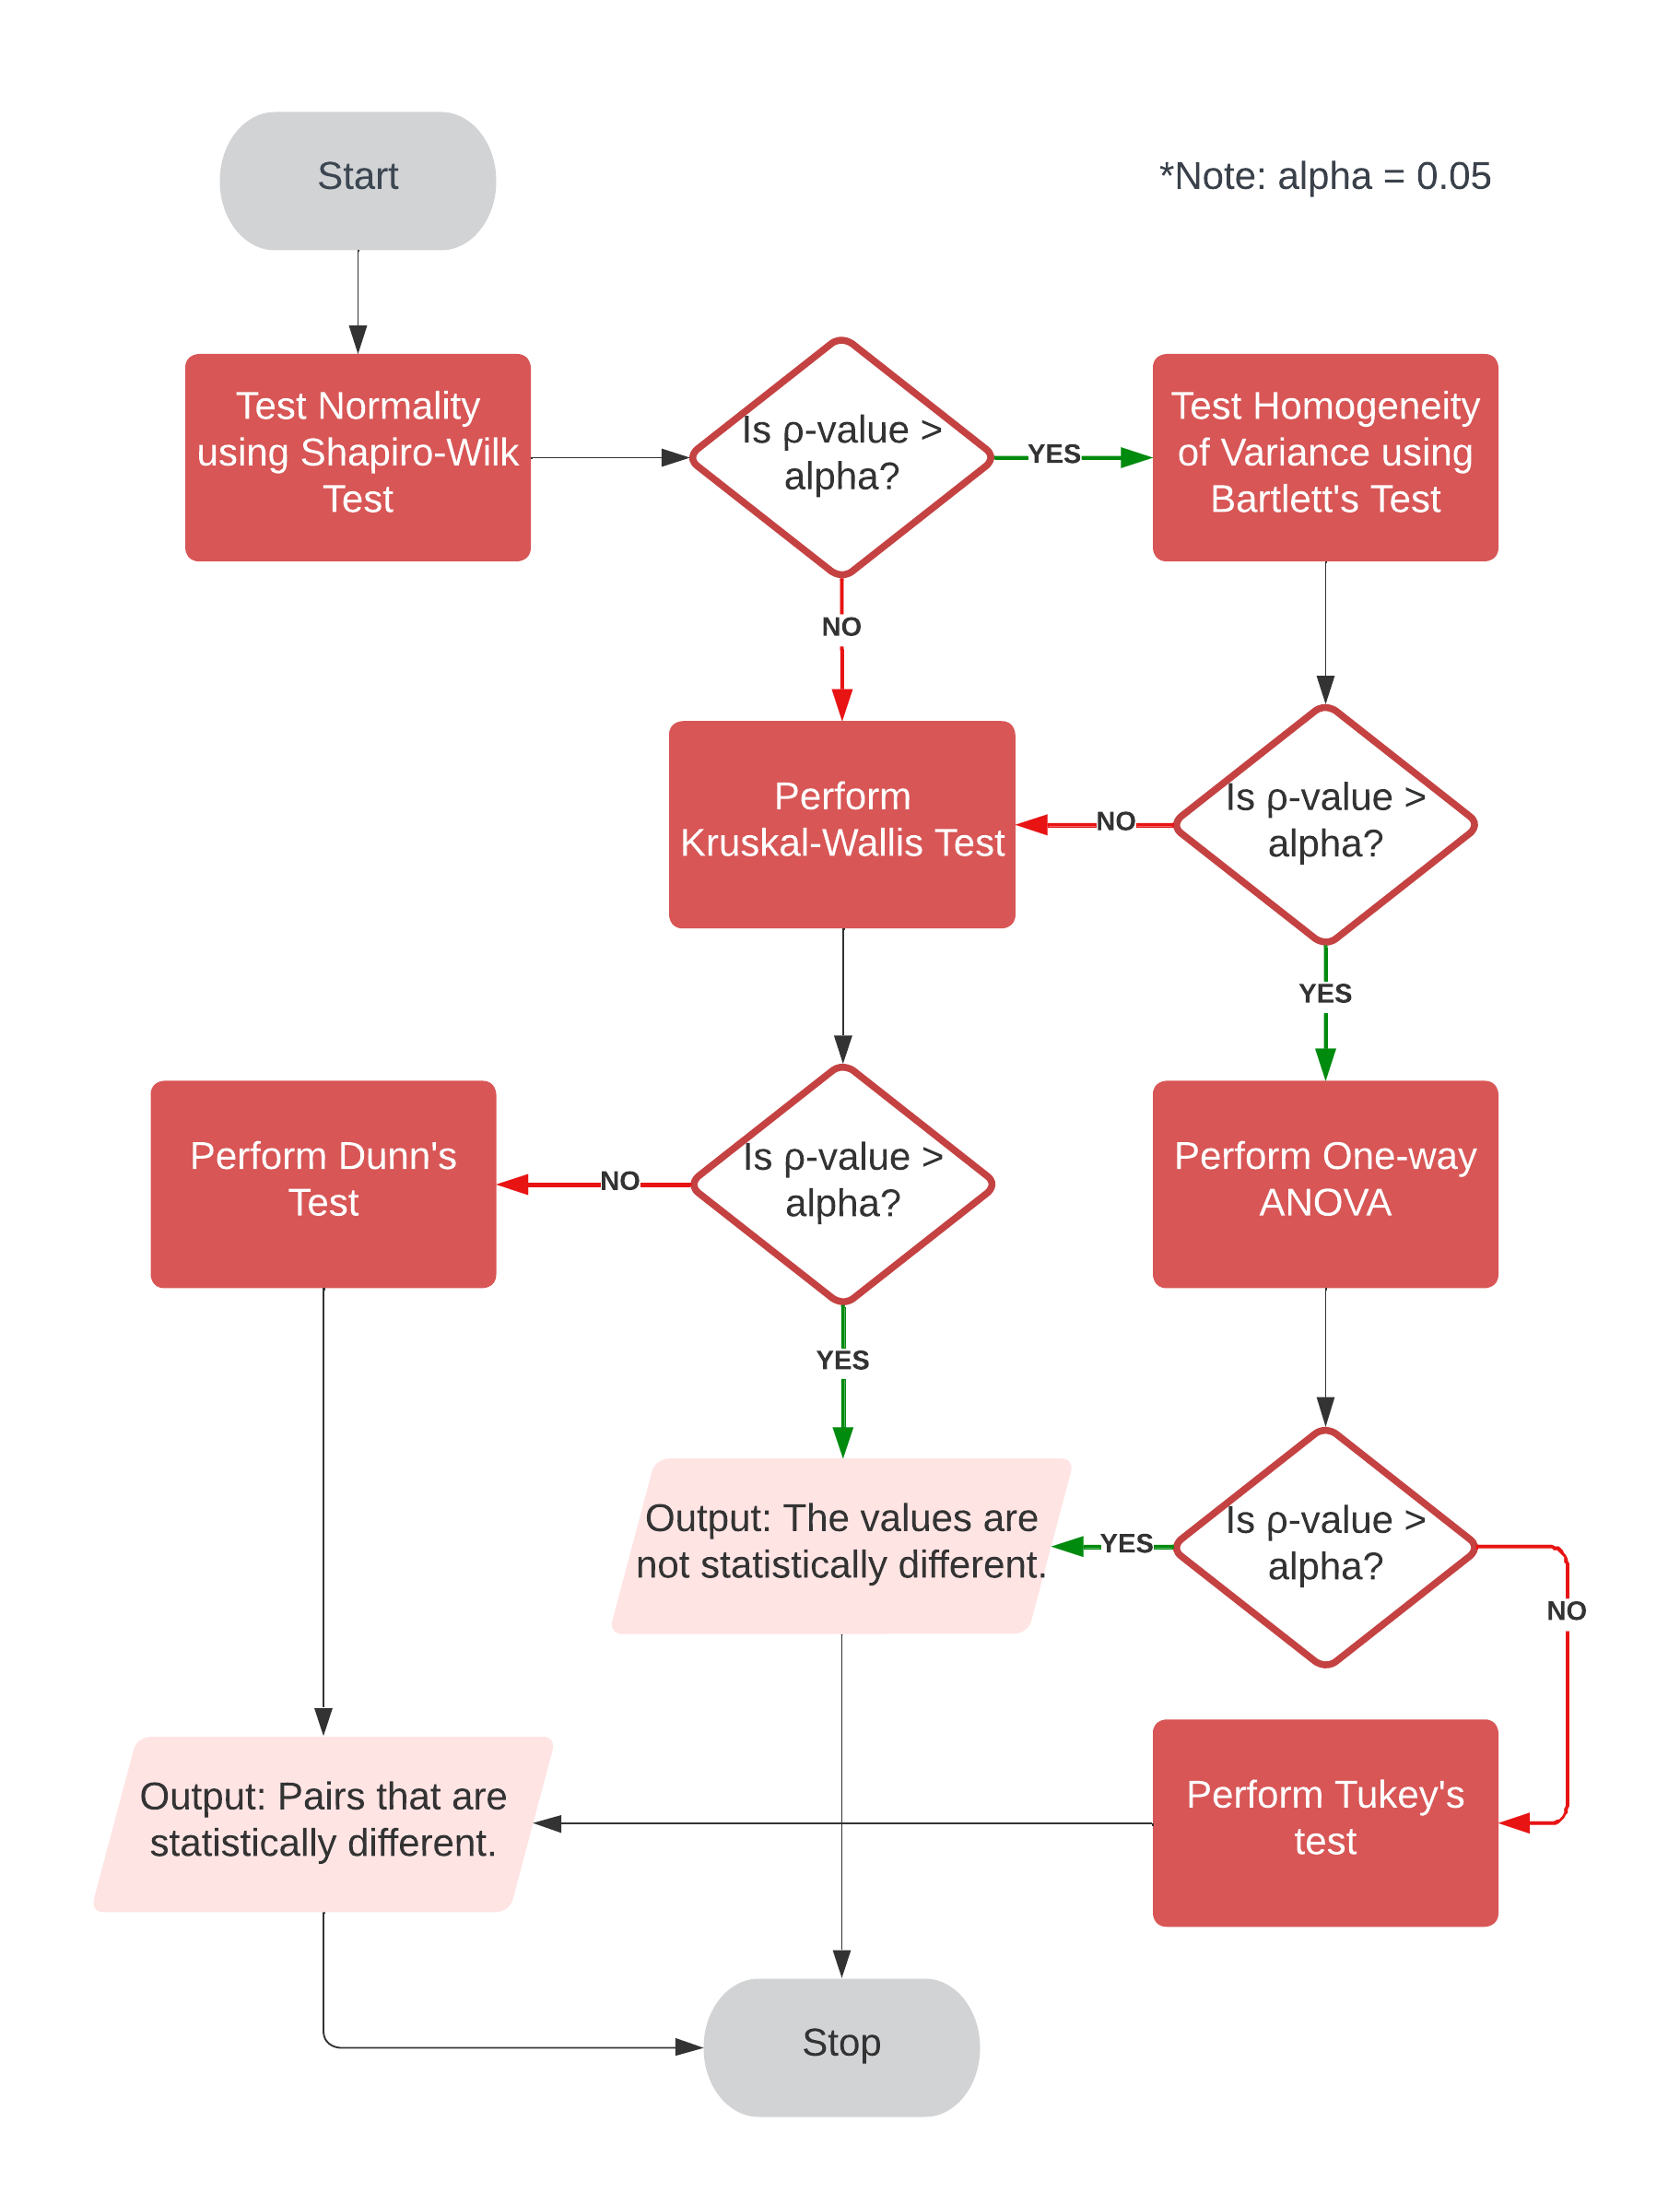 Start
*Note: alpha = 0.05
Test Normality
using Shapiro-Wilk
Test
Is ρ-value >
alpha?
YES
Test Homogeneity
of Variance using
Bartlett's Test
NO
Perform
Kruskal-Wallis Test
NO
Is ρ-value >
alpha?
YES
Perform Dunn's
Test
NO
Is ρ-value >
alpha?
Perform One-way
ANOVA
YES
Output: The values are
not statistically different.
YES
Is ρ-value >
alpha?
NO
Output: Pairs that are
statistically different.
Perform Tukey's
test
Stop